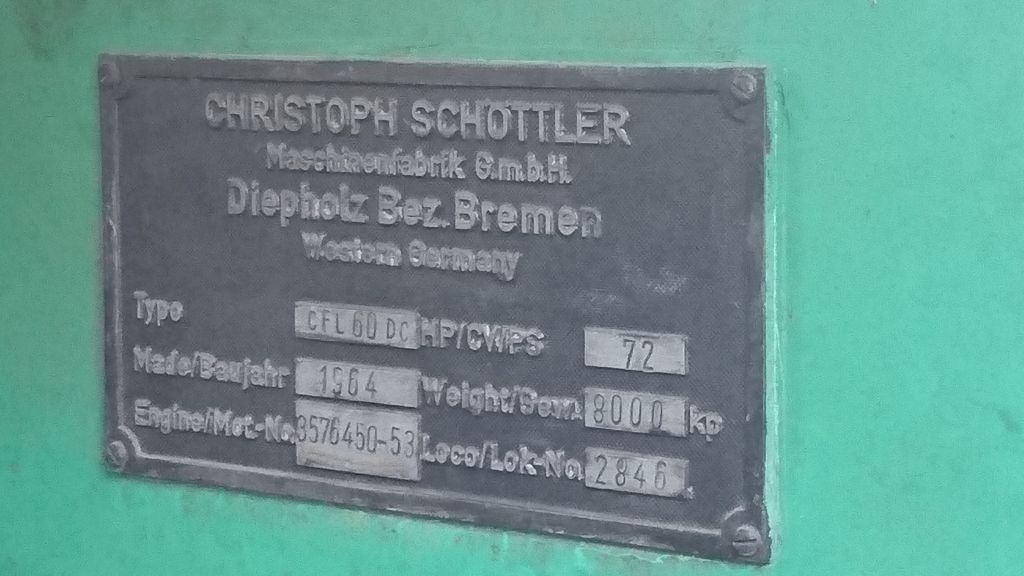 CHRISTOPH SCHÖTTLER
Maschinenfabrik G.m.b.H.
Diepholz Bez. Bremen
Western Germany
Type CFL 60 DC HP/CV/PS 72
Made/Baujahr 1964 Weight/Gew. 8000 kp
Engine/Mot.-No. 3576450-53 Loco/Lok-No. 2846